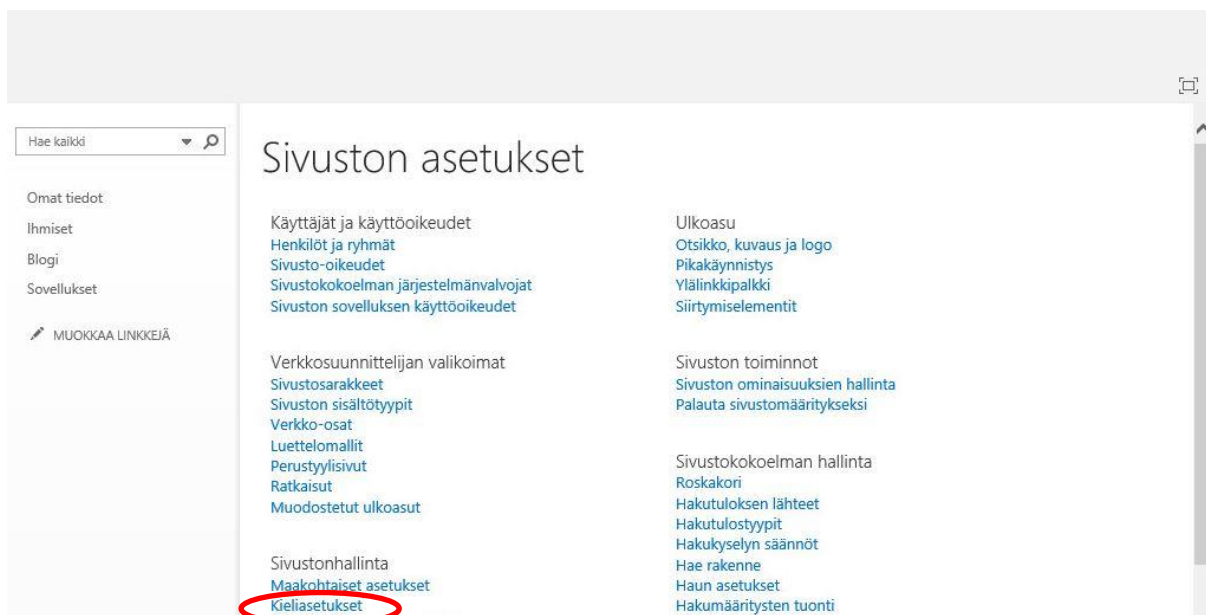 Hae kaikki
Omat tiedot
Ihmiset
Blogi
Sovellukset
MUOKKAA LINKKEJÄ
Sivuston asetukset
Käyttäjät ja käyttöoikeudet
Henkilöt ja ryhmät
Sivusto-oikeudet
Sivustokokoelman järjestelmänvalvojat
Sivuston sovelluksen käyttöoikeudet
Verkkosuunnittelijan valikoimat
Sivustosarakkeet
Sivuston sisältötyypit
Verkko-osat
Luettelomallit
Perustyylisivut
Ratkaisut
Muodostetut ulkoasut
Sivustonhallinta
Maakohtaiset asetukset
Kieliasetukset
Ulkoasu
Otsikko, kuvaus ja logo
Pikakäynnistys
Ylälinkkipalkki
Siirtymiselementit
Sivuston toiminnot
Sivuston ominaisuuksien hallinta
Palauta sivustomääritykseksi
Sivustokokoelman hallinta
Roskakori
Hakutuloksen lähteet
Hakutulostyypit
Hakukyselyn säännöt
Hae rakenne
Haun asetukset
Hakumääritysten tuonti